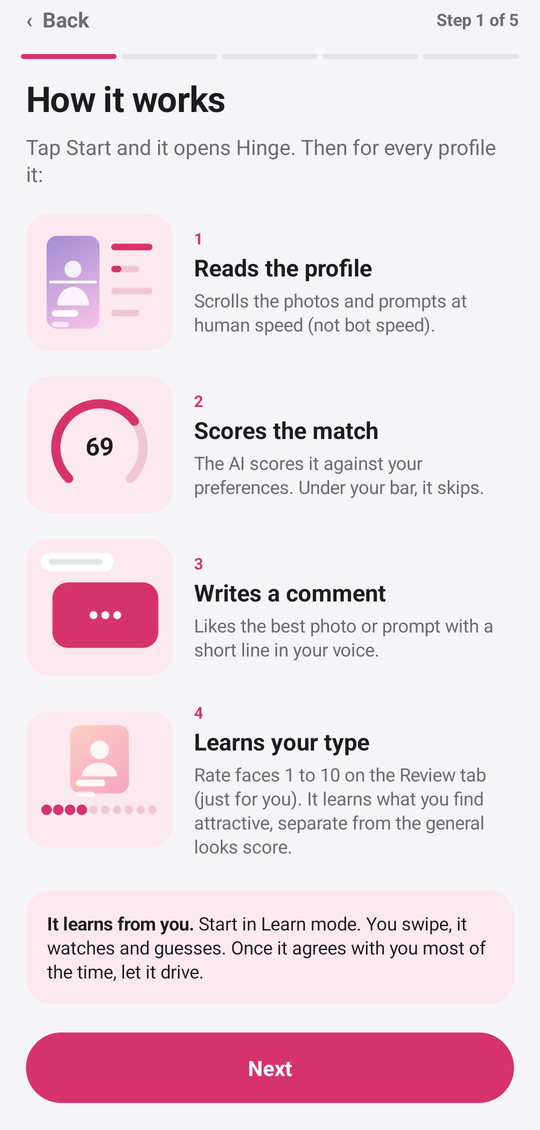 ‹ Back
Step 1 of 5
How it works
Tap Start and it opens Hinge. Then for every profile
it:
1
Reads the profile
Scrolls the photos and prompts at
human speed (not bot speed).
69
2
Scores the match
The AI scores it against your
preferences. Under your bar, it skips.
3
Writes a comment
Likes the best photo or prompt with a
short line in your voice.
4
Learns your type
Rate faces 1 to 10 on the Review tab
(just for you). It learns what you find
attractive, separate from the general
looks score.
It learns from you. Start in Learn mode. You swipe, it
watches and guesses. Once it agrees with you most of
the time, let it drive.
Next